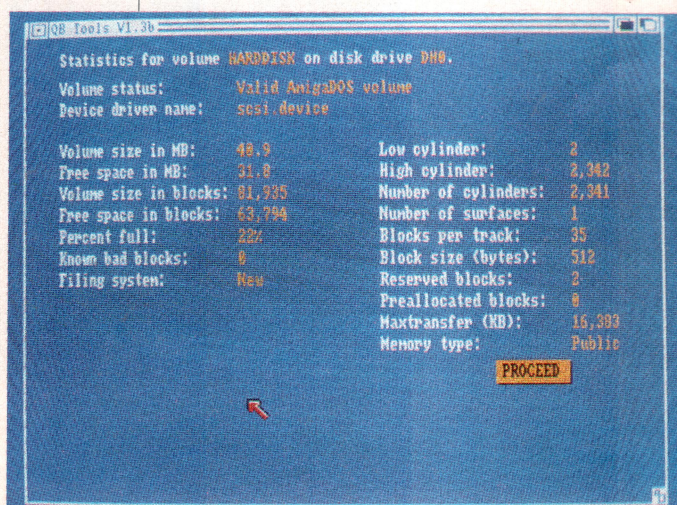 QB Tools V1.3b
Statistics for volume HARDDISK on disk drive DH0.
Volume status: Valid AmigaDOS volume
Device driver name: scsi.device
Volume size in MB: 40.9
Free space in MB: 31.8
Volume size in blocks: 81,935
Free space in blocks: 63,794
Percent full: 22%
Known bad blocks: 0
Filing system: New
Low cylinder: 2
High cylinder: 2,342
Number of cylinders: 2,341
Number of surfaces: 1
Blocks per track: 35
Block size (bytes): 512
Reserved blocks: 2
Preallocated blocks: 0
Maxtransfer (KB): 16,383
Memory type: Public
PROCEED